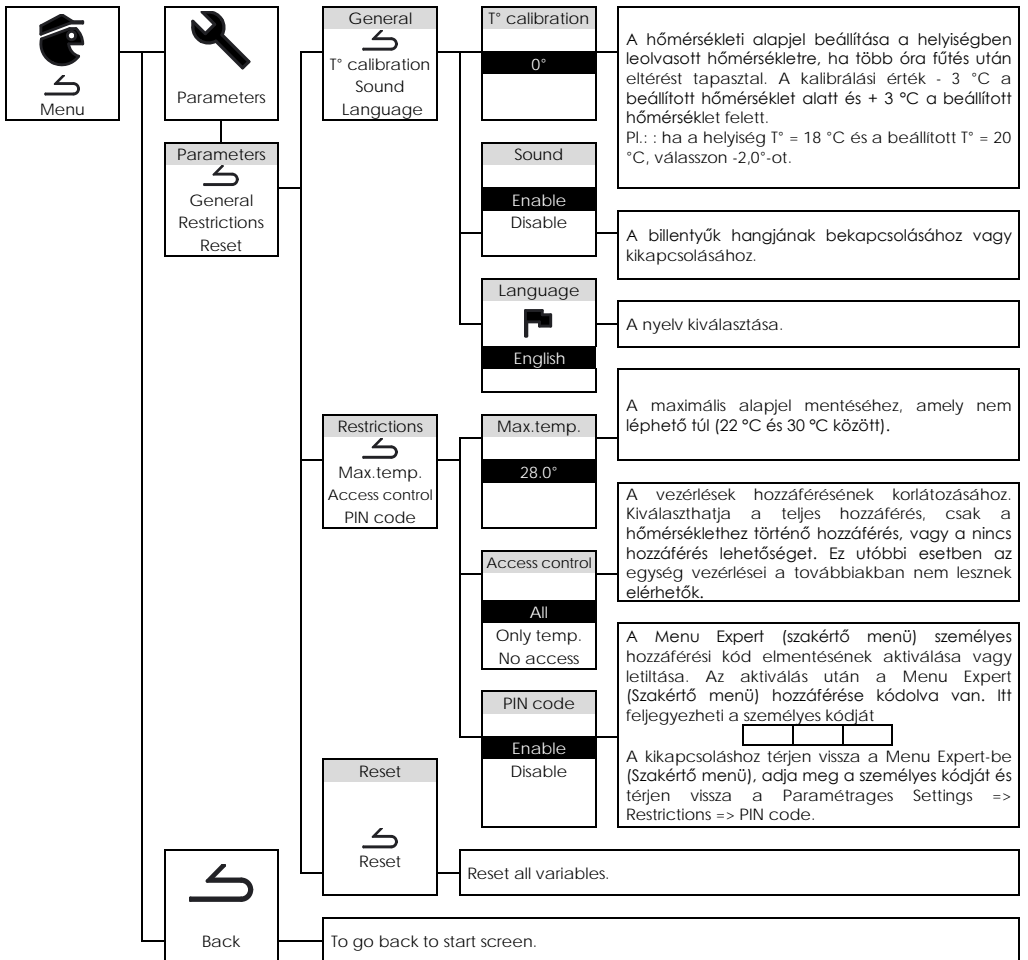 Menu
Parameters
Parameters
General
Restrictions
Reset
General
T° calibration
Sound
Language
T° calibration
0°
A hőmérsékleti alapjel beállítása a helyiségben
leolvasott hőmérsékletre, ha több óra fűtés után
eltérést tapasztal. A kalibrálási érték - 3 °C a
beállított hőmérséklet alatt és + 3 °C a beállított
hőmérséklet felett.
Pl.: : ha a helyiség T° = 18 °C és a beállított T° = 20
°C, válasszon -2,0°-ot.
Sound
Enable
Disable
A billentyűk hangjának bekapcsolásához vagy
kikapcsolásához.
Language
English
A nyelv kiválasztása.
Restrictions
Max.temp.
Access control
PIN code
Max.temp.
28.0°
A maximális alapjel mentéséhez, amely nem
léphető túl (22 °C és 30 °C között).
Access control
All
Only temp.
No access
A vezérlések hozzáférésének korlátozásához.
Kiválaszthatja a teljes hozzáférés, csak a
hőmérséklethez történő hozzáférés, vagy a nincs
hozzáférés lehetőséget. Ez utóbbi esetben az
egység vezérlései a továbbiakban nem lesznek
elérhetők.
PIN code
Enable
Disable
A Menu Expert (szakértő menü) személyes
hozzáférési kód elmentésének aktiválása vagy
letiltása. Az aktiválás után a Menu Expert
(Szakértő menü) hozzáférése kódolva van. Itt
feljegyezheti a személyes kódját
A kikapcsoláshoz térjen vissza a Menu Expert-be
(Szakértő menü), adja meg a személyes kódját és
térjen vissza a Paramétrages Settings =>
Restrictions => PIN code.
Reset
Reset
Reset all variables.
Back
To go back to start screen.